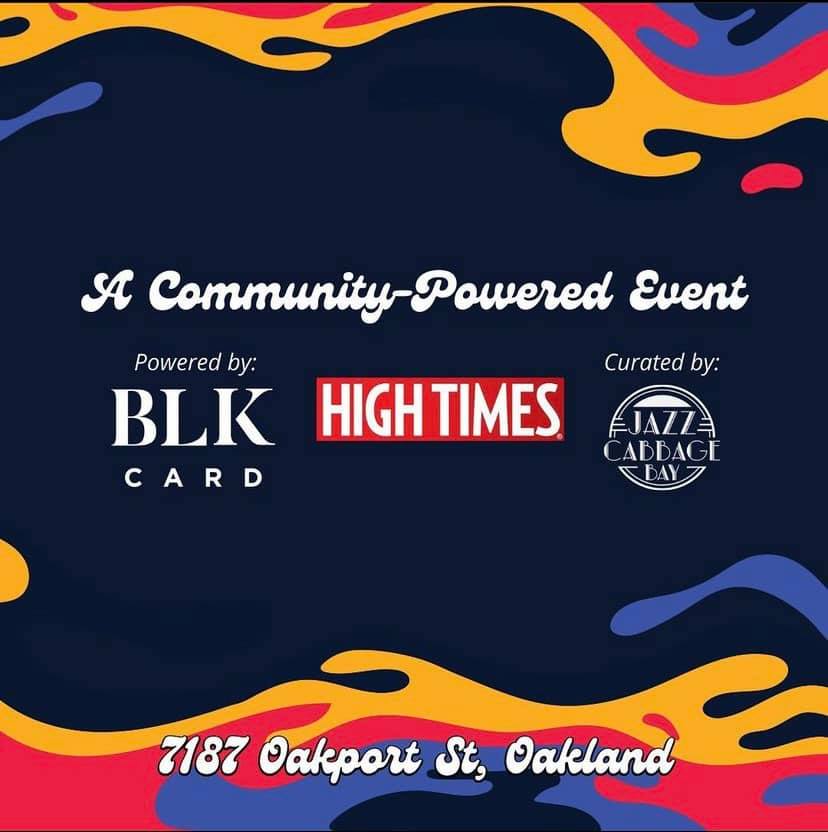 A Community-Powered Event
Powered by:
BLK
CARD
HIGH TIMES®
Curated by:
JAZZ
CABBAGE
BAY
7187 Oakport St, Oakland